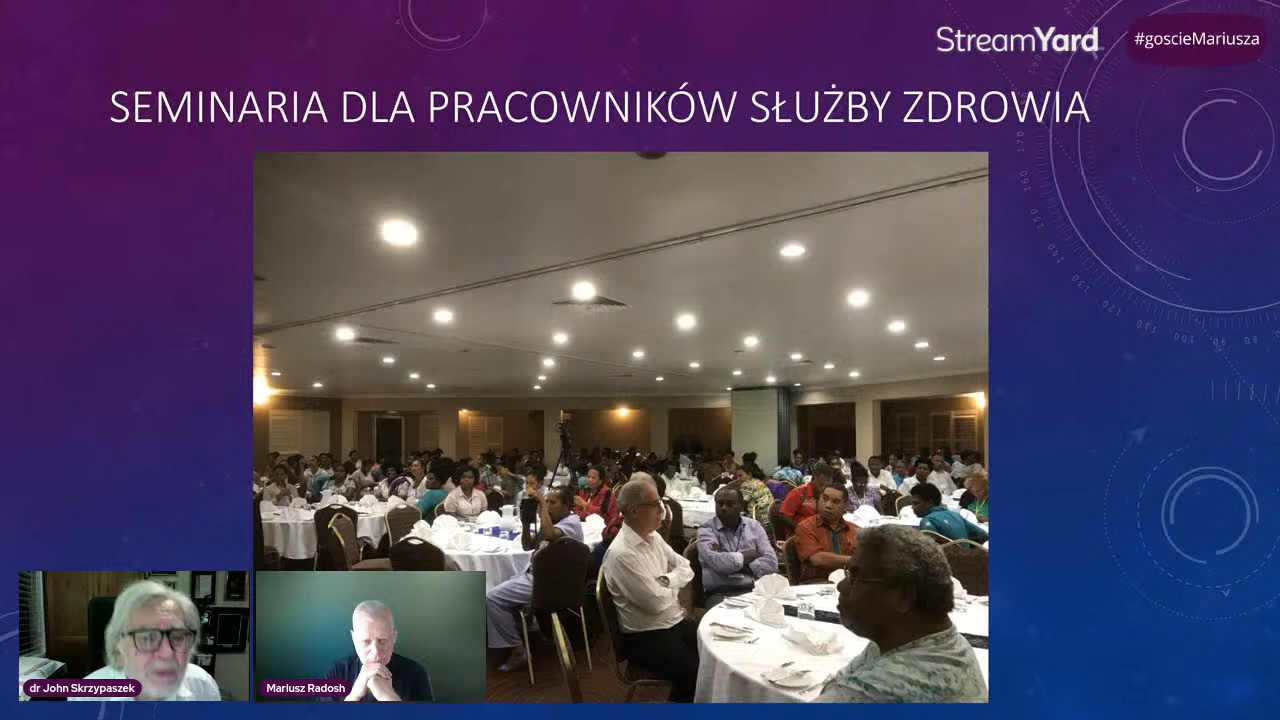 StreamYard
#goscieMariusza
SEMINARIA DLA PRACOWNIKÓW SŁUŻBY ZDROWIA
dr John Skrzypaszek
Mariusz Radosh